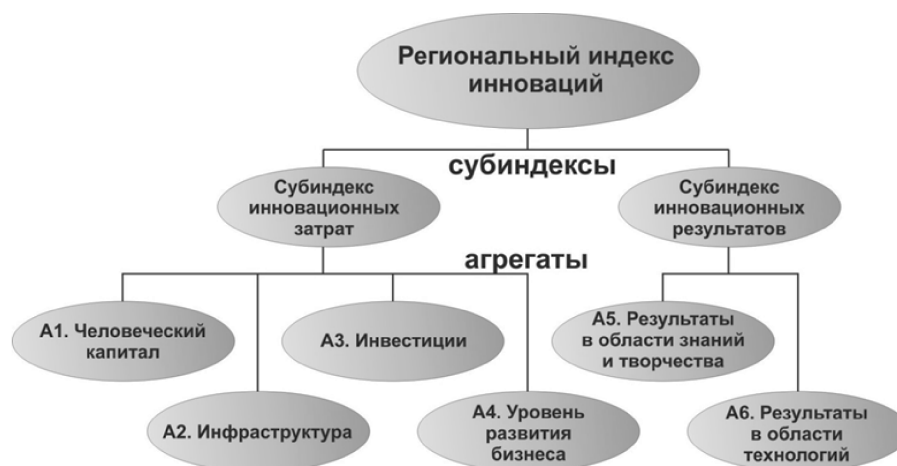 Региональный индекс
инноваций
субиндексы
Субиндекс
инновационных
затрат
Субиндекс
инновационных
результатов
агрегаты
А1. Человеческий
капитал
А3. Инвестиции
А5. Результаты
в области знаний
и творчества
А2. Инфраструктура
А4. Уровень
развития
бизнеса
А6. Результаты
в области
технологий